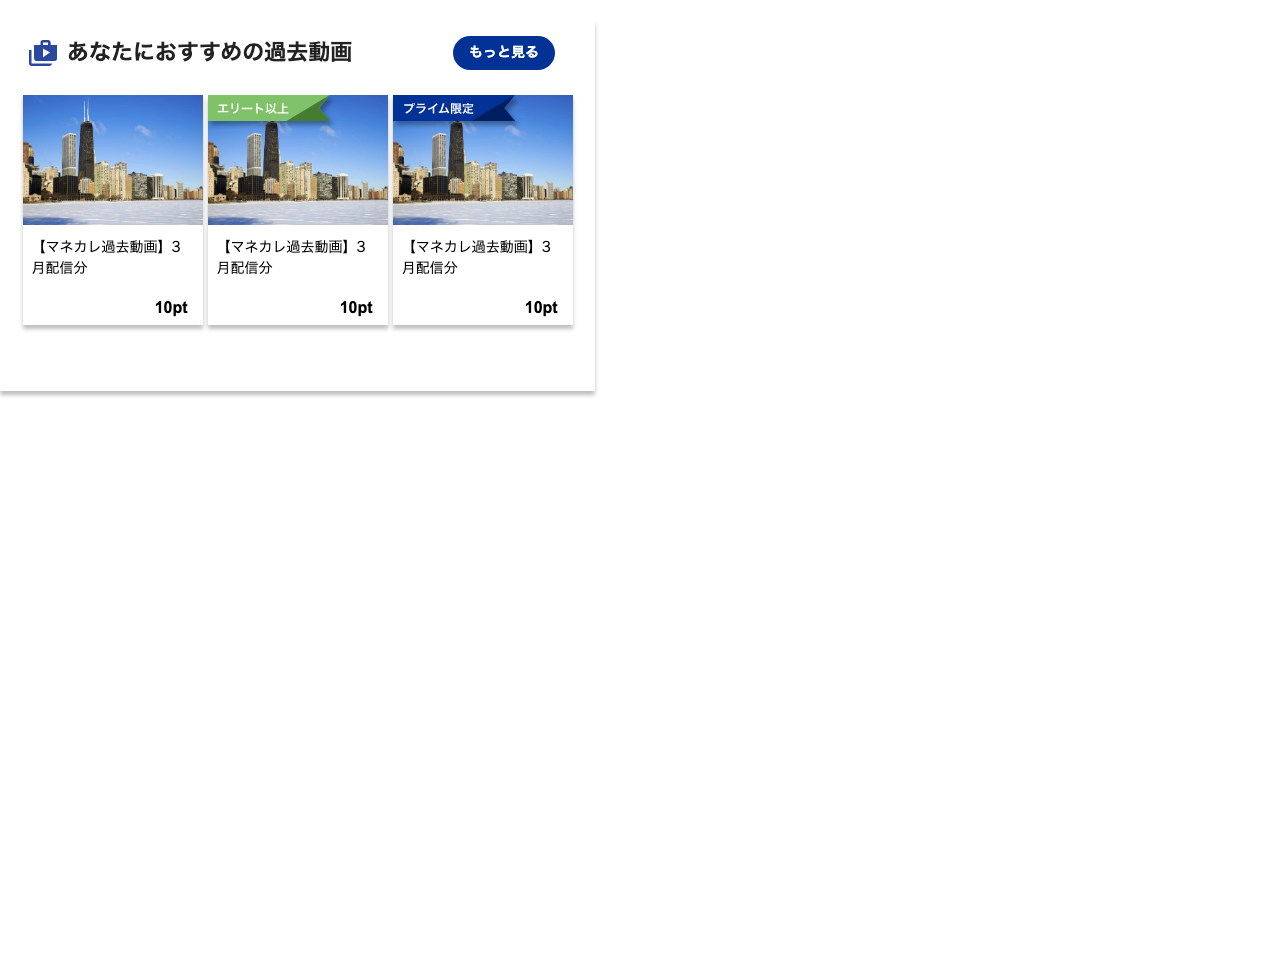 あなたにおすすめの過去動画
もっと見る
エリート以上
プライム限定
【マネカレ過去動画】3
月配信分
10pt
【マネカレ過去動画】3
月配信分
10pt
【マネカレ過去動画】3
月配信分
10pt